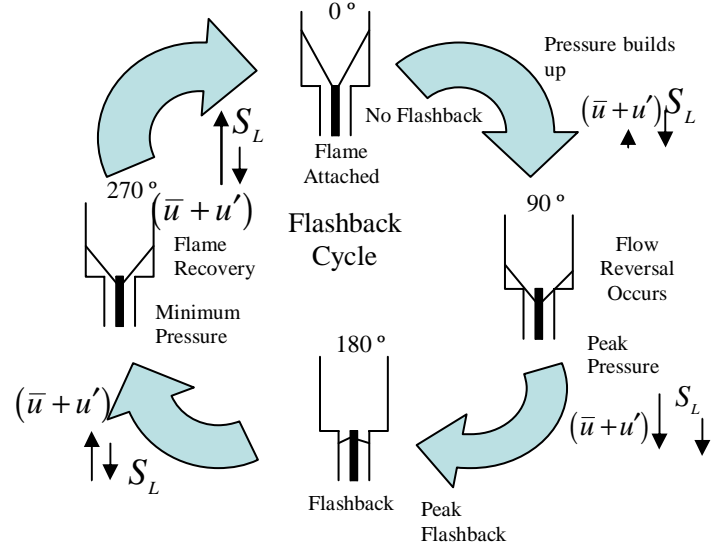 0 º
Pressure builds
up
No Flashback
(u̅ + u′) S_L
Flame
Attached
S_L
270 º
(u̅ + u′)
Flashback
Cycle
90 º
Flame
Recovery
Flow
Reversal
Occurs
Minimum
Pressure
180 º
Peak
Pressure
(u̅ + u′)
S_L
(u̅ + u′)
S_L
Flashback
Peak
Flashback